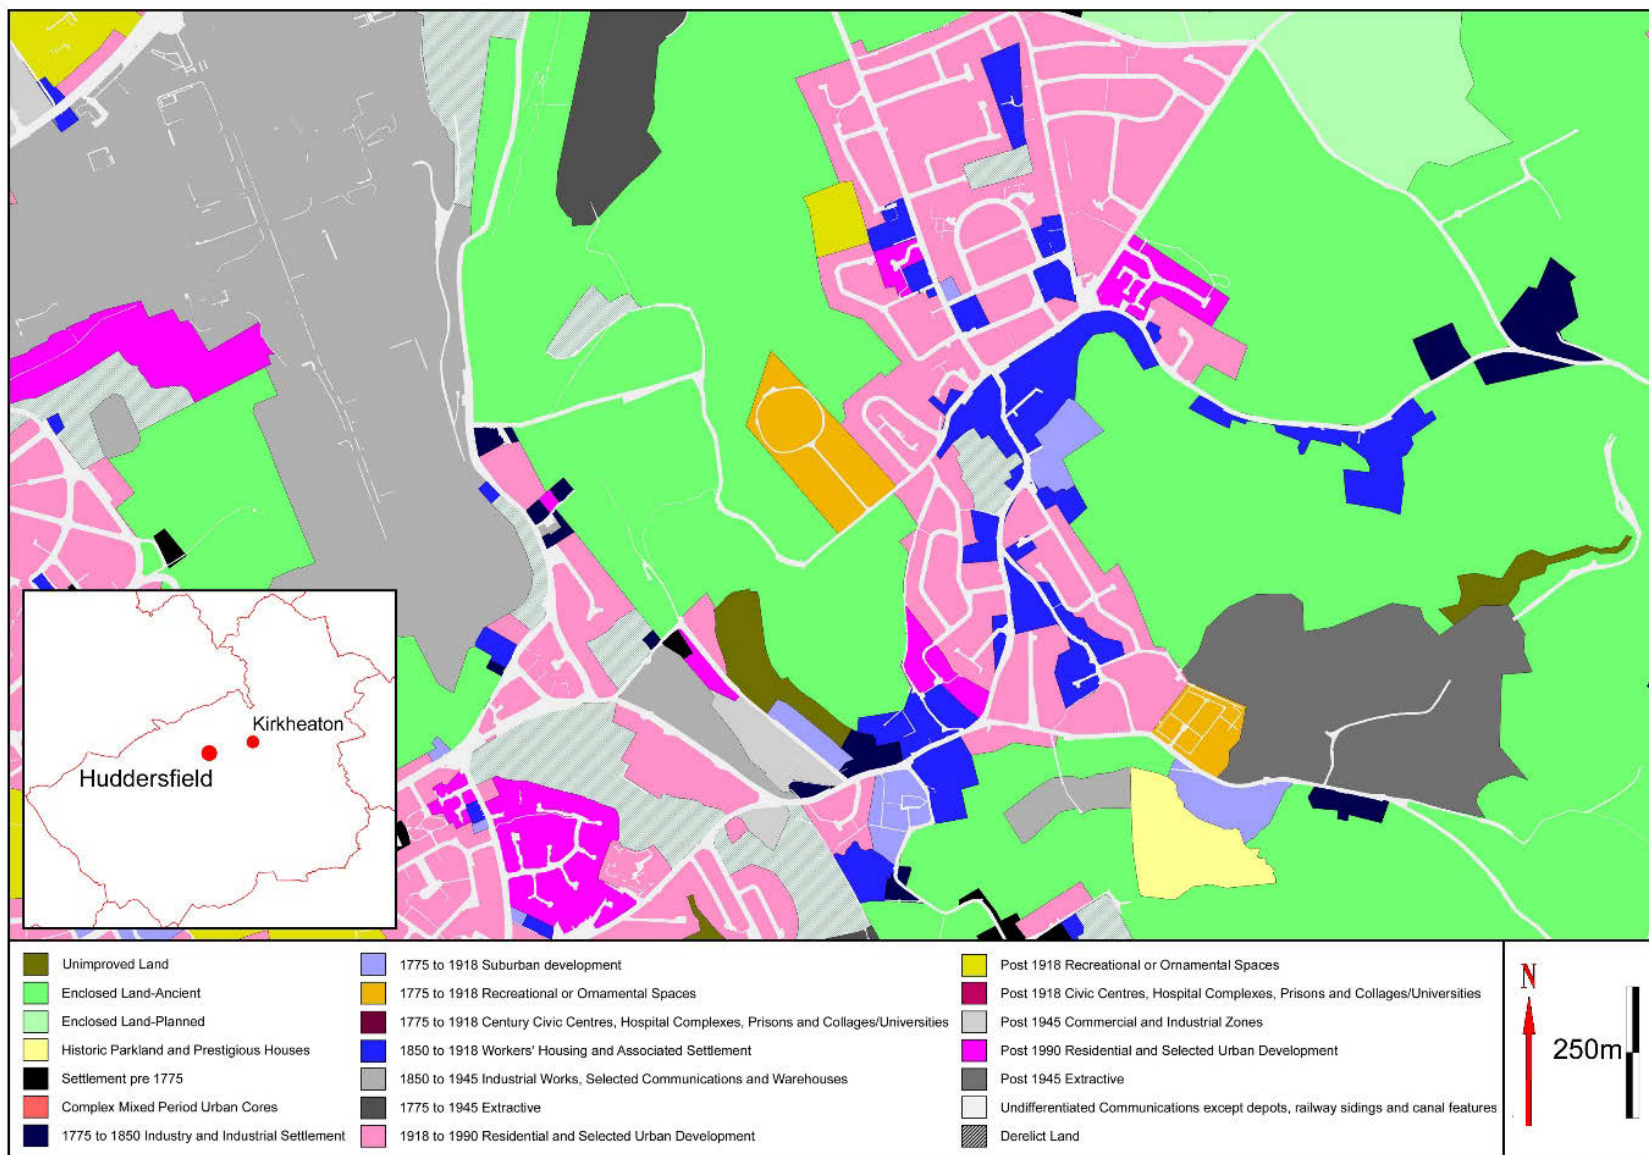 Kirkheaton
Huddersfield
Unimproved Land
Enclosed Land-Ancient
Enclosed Land-Planned
Historic Parkland and Prestigious Houses
Settlement pre 1775
Complex Mixed Period Urban Cores
1775 to 1850 Industry and Industrial Settlement
1775 to 1918 Suburban development
1775 to 1918 Recreational or Ornamental Spaces
1775 to 1918 Century Civic Centres, Hospital Complexes, Prisons and Collages/Universities
1850 to 1918 Workers' Housing and Associated Settlement
1850 to 1945 Industrial Works, Selected Communications and Warehouses
1775 to 1945 Extractive
1918 to 1990 Residential and Selected Urban Development
Post 1918 Recreational or Ornamental Spaces
Post 1918 Civic Centres, Hospital Complexes, Prisons and Collages/Universities
Post 1945 Commercial and Industrial Zones
Post 1990 Residential and Selected Urban Development
Post 1945 Extractive
Undifferentiated Communications except depots, railway sidings and canal features
Derelict Land
N
250m